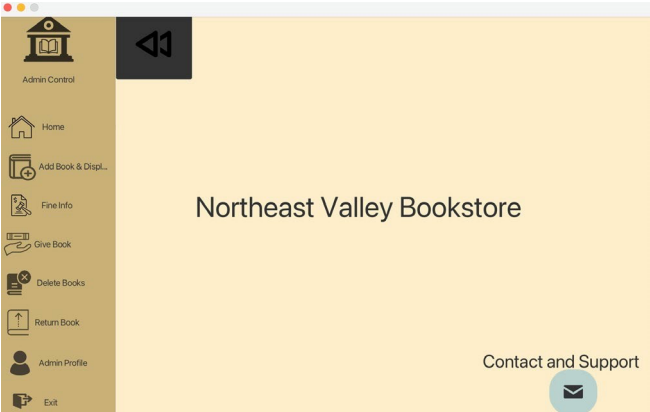 Admin Control
Home
Add Book & Displ...
Fine Info
Give Book
Delete Books
Return Book
Admin Profile
Exit
Northeast Valley Bookstore
Contact and Support